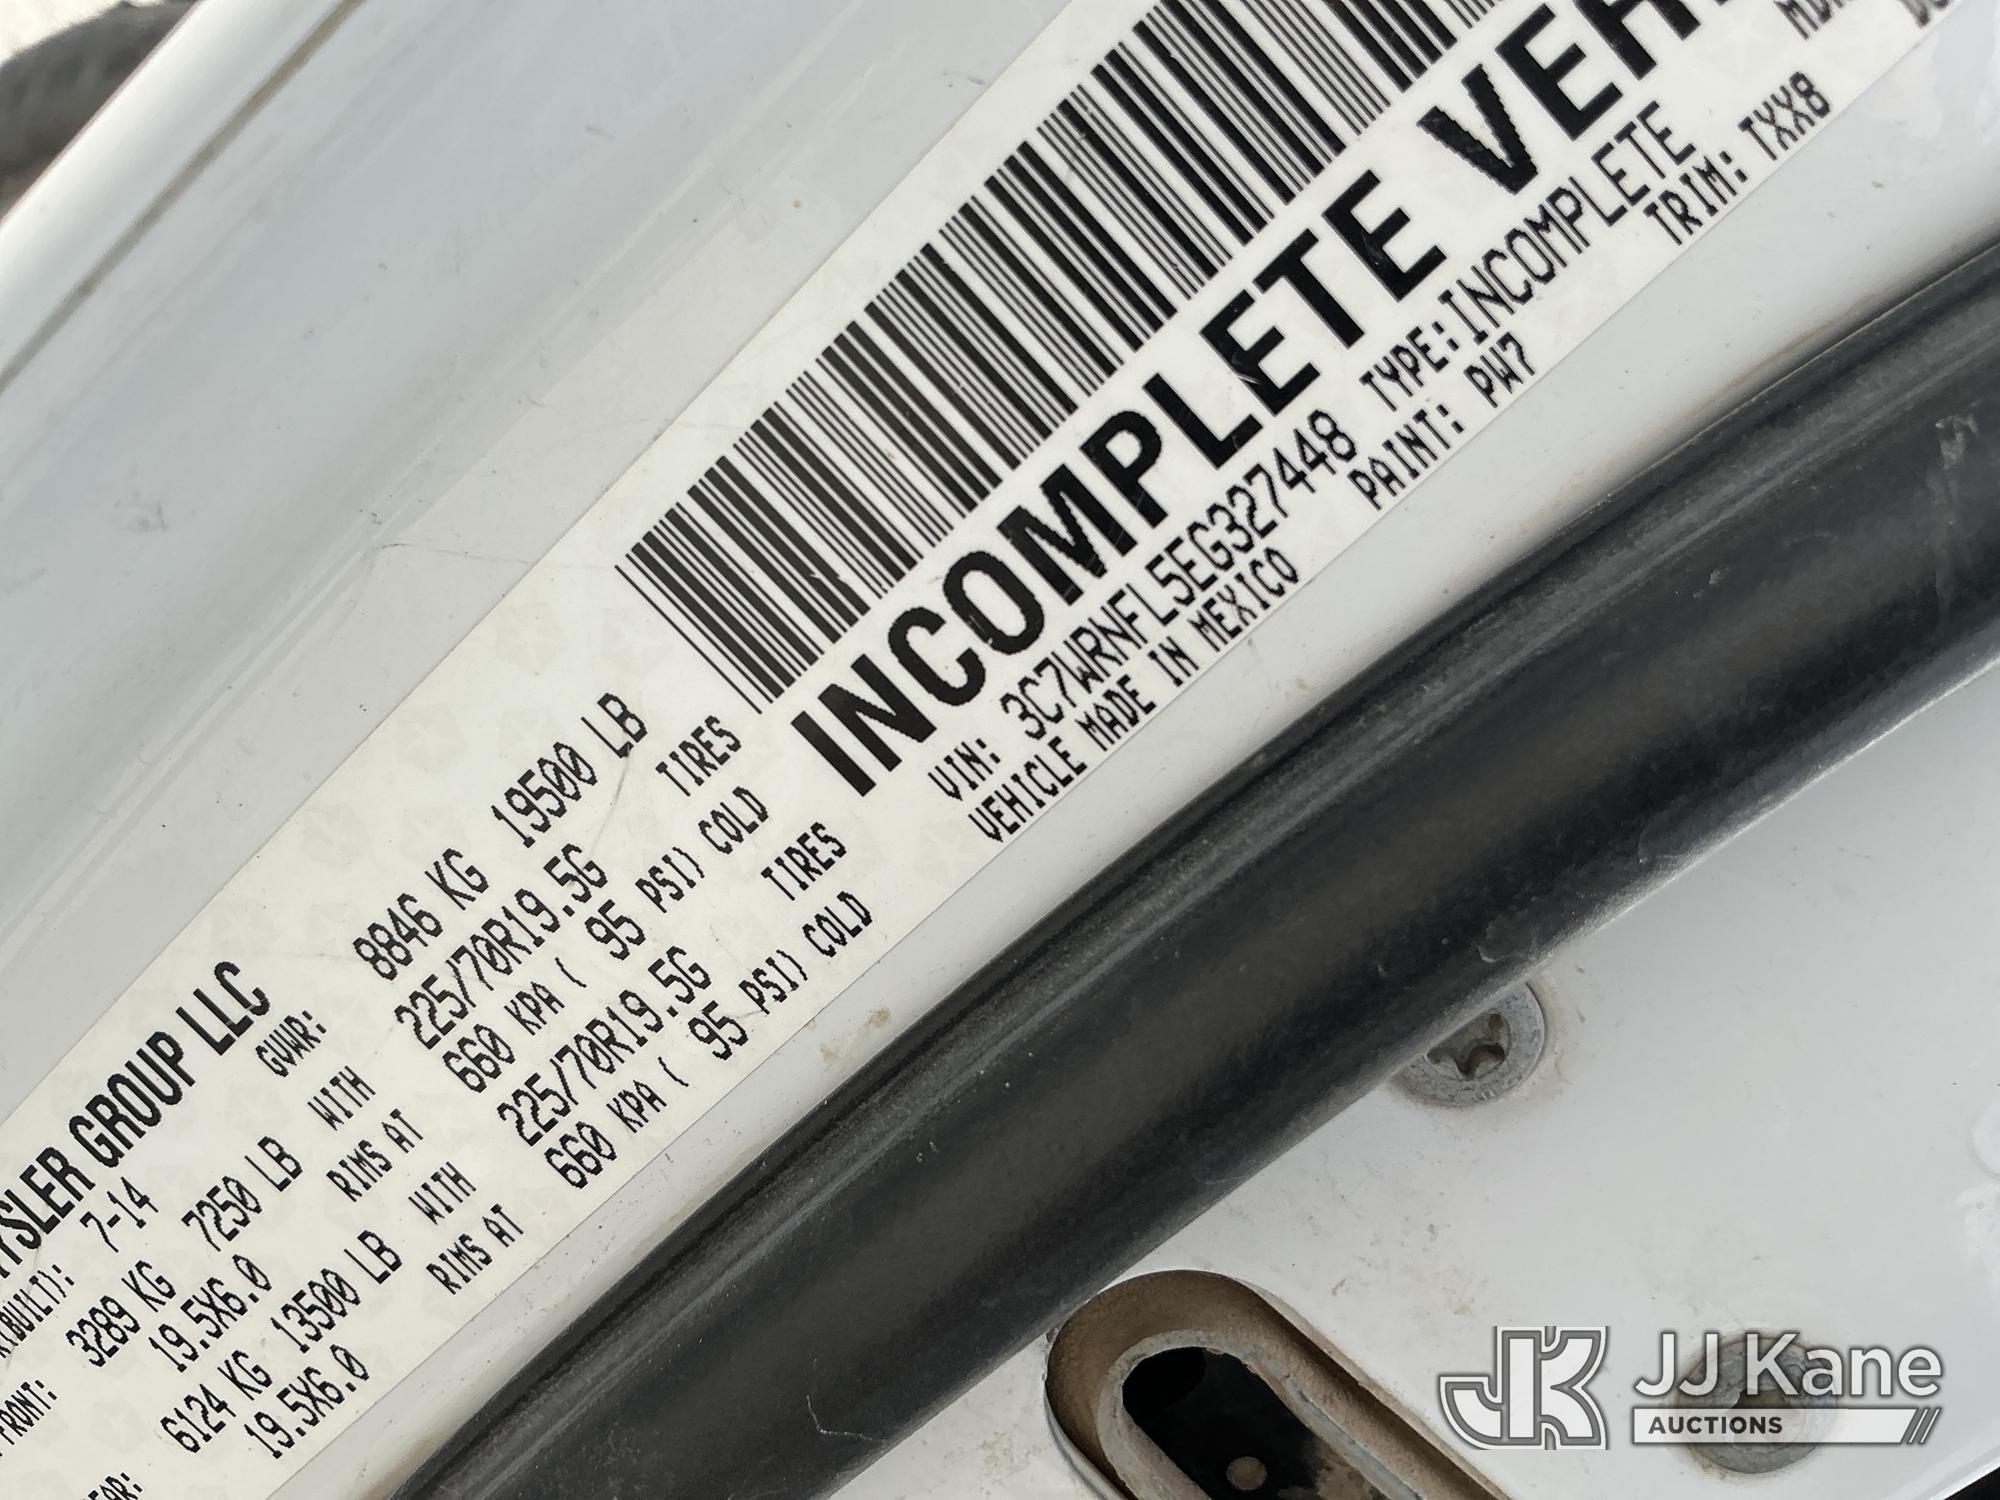 GROUP LLC
7-14
GVWR: 8846 KG 19500 LB
FRONT: 3289 KG 7250 LB WITH 225/70R19.5G TIRES
19.5X6.0 RIMS AT 660 KPA ( 95 PSI) COLD
6124 KG 13500 LB WITH 225/70R19.5G TIRES
19.5X6.0 RIMS AT 660 KPA ( 95 PSI) COLD
INCOMPLETE
VIN: 3C7WRNFL5EG327448 TYPE: INCOMPLETE
VEHICLE MADE IN MEXICO PAINT: PW7 TRIM: TXX8
JK JJ Kane
AUCTIONS